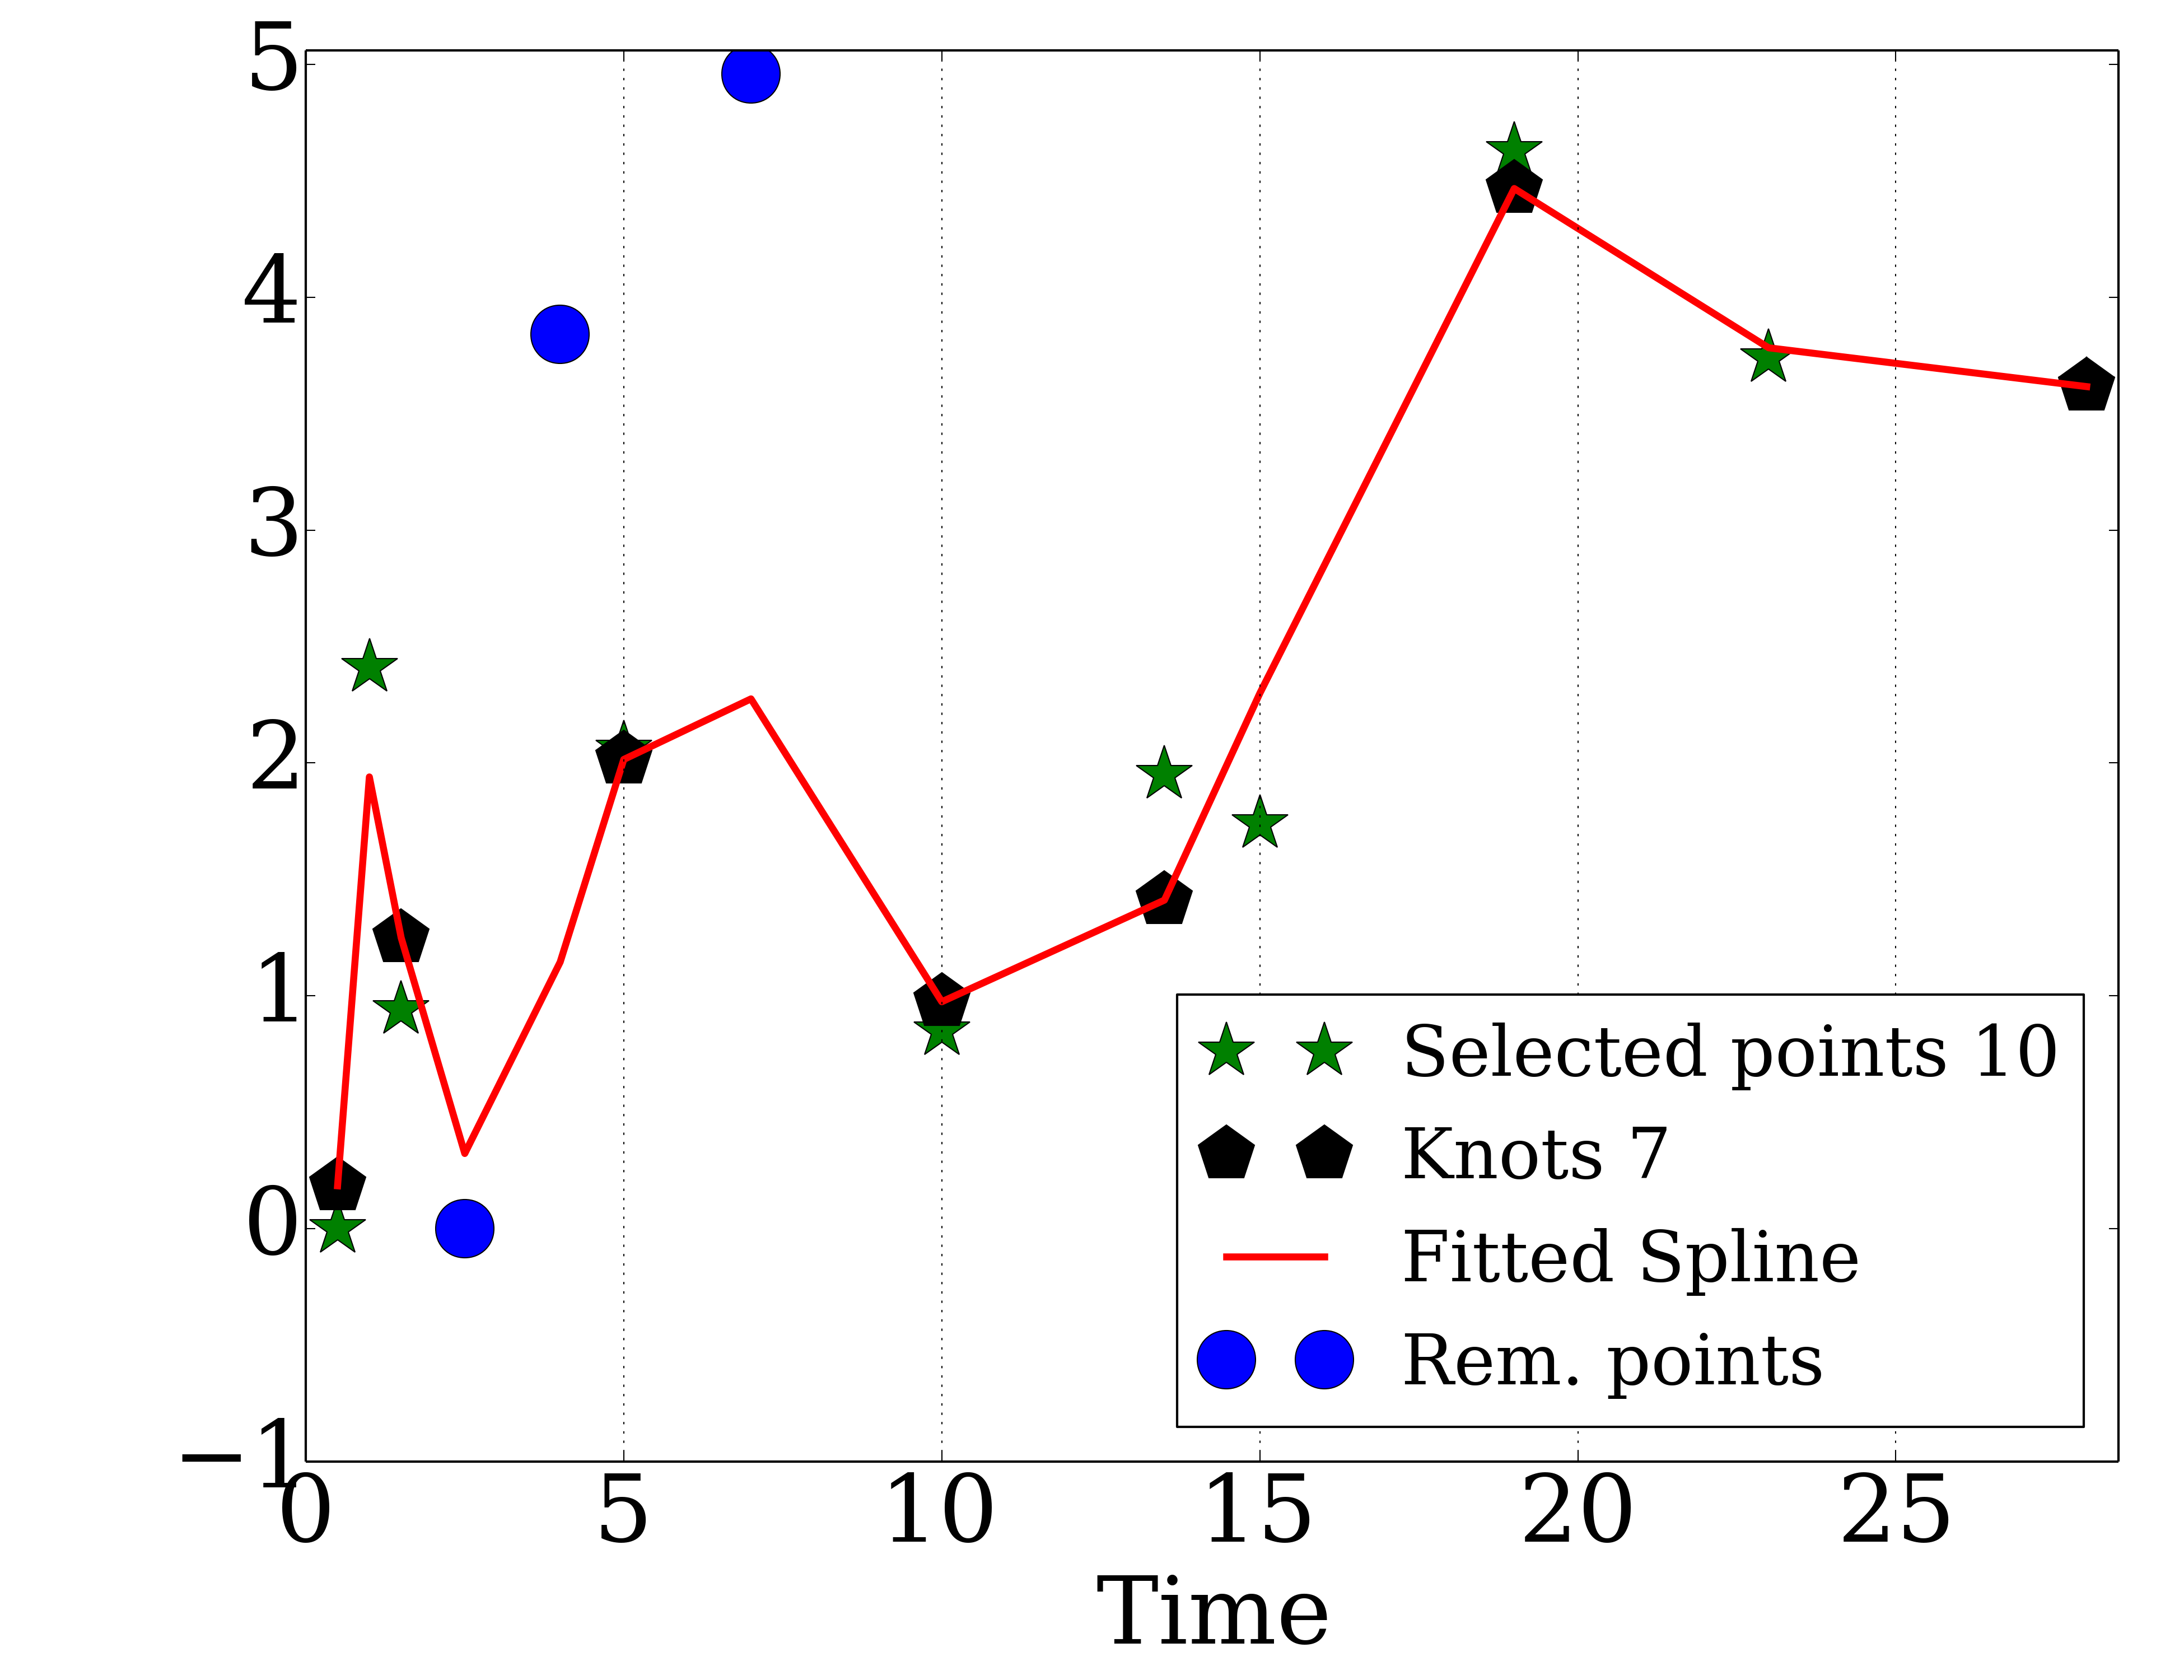 5
4
3
2
1
0
−1
0 5 10 15 20 25
Time
Selected points 10
Knots 7
Fitted Spline
Rem. points